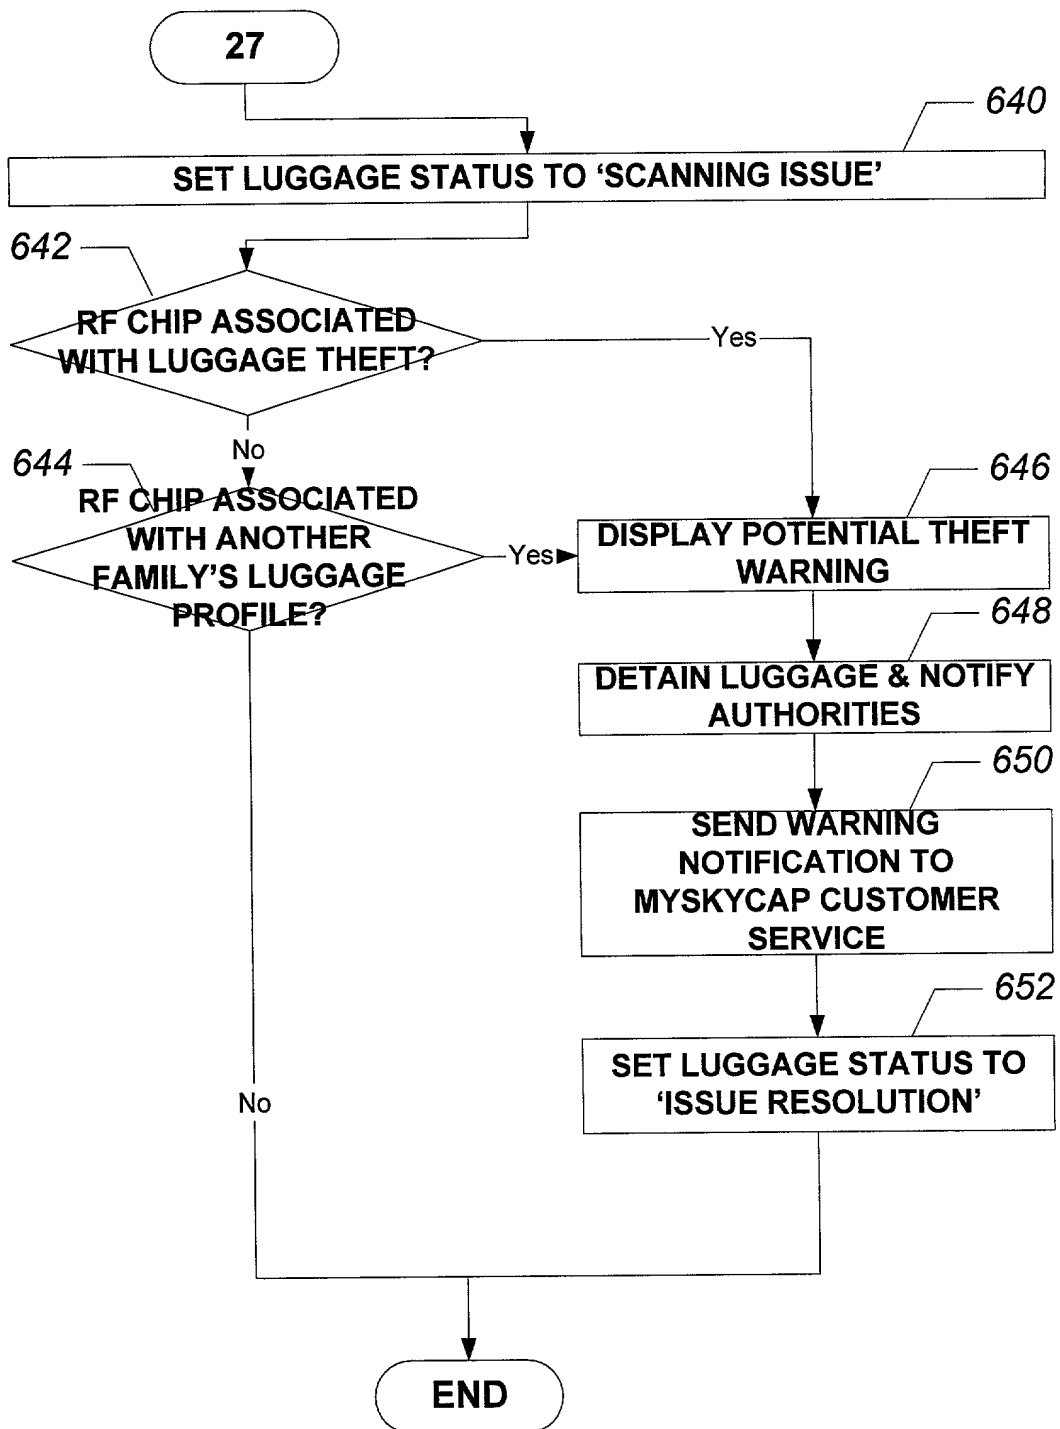 27
640
SET LUGGAGE STATUS TO ‘SCANNING ISSUE’
642
RF CHIP ASSOCIATED
WITH LUGGAGE THEFT?
Yes
No
644
RF CHIP ASSOCIATED
WITH ANOTHER
FAMILY’S LUGGAGE
PROFILE?
Yes
646
DISPLAY POTENTIAL THEFT
WARNING
648
DETAIN LUGGAGE & NOTIFY
AUTHORITIES
650
SEND WARNING
NOTIFICATION TO
MYSKYCAP CUSTOMER
SERVICE
652
SET LUGGAGE STATUS TO
‘ISSUE RESOLUTION’
No
END